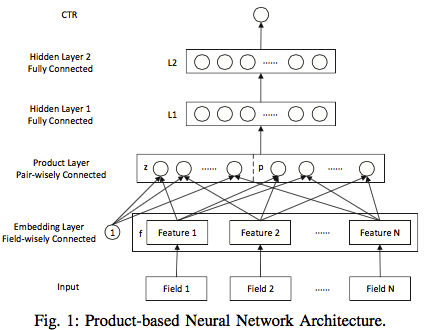 CTR
Hidden Layer 2
Fully Connected
L2
......
Hidden Layer 1
Fully Connected
L1
......
Product Layer
Pair-wisely Connected
z
......
p
......
Embedding Layer
Field-wisely Connected
1
f
Feature 1
Feature 2
......
Feature N
Input
Field 1
Field 2
......
Field N
Fig. 1: Product-based Neural Network Architecture.